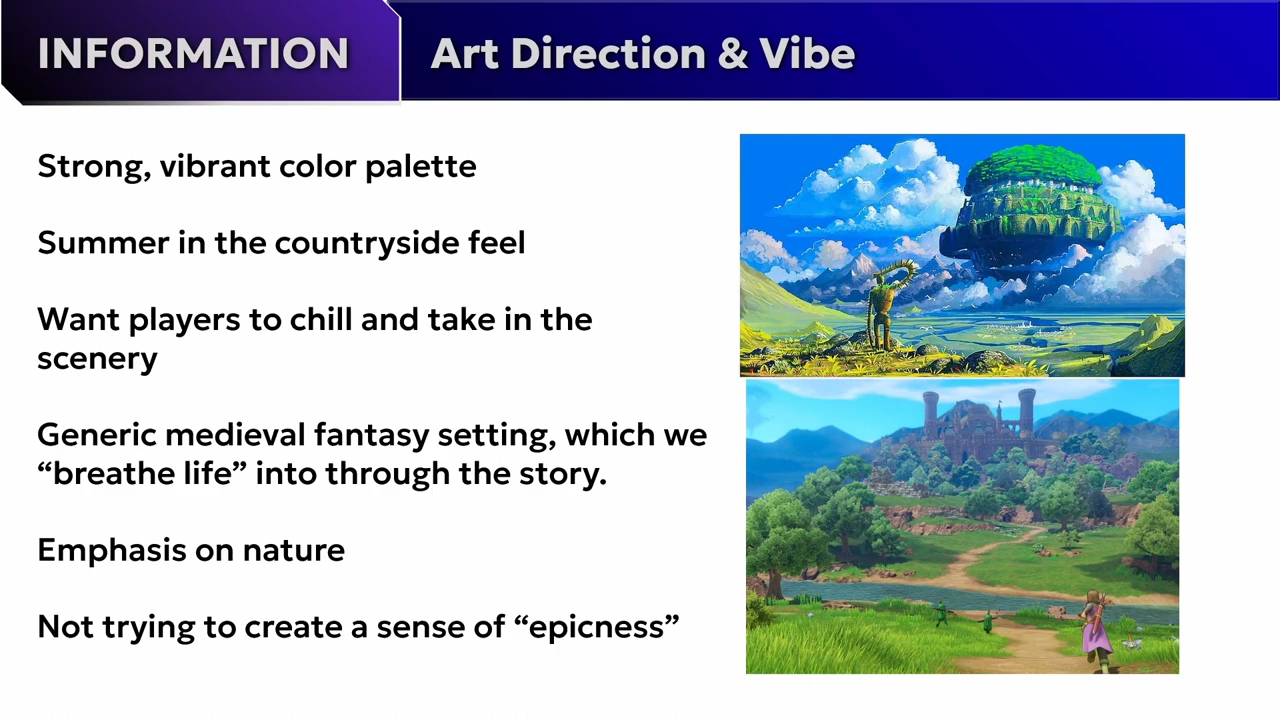 INFORMATION
Art Direction & Vibe
Strong, vibrant color palette
Summer in the countryside feel
Want players to chill and take in the
scenery
Generic medieval fantasy setting, which we
“breathe life” into through the story.
Emphasis on nature
Not trying to create a sense of “epicness”